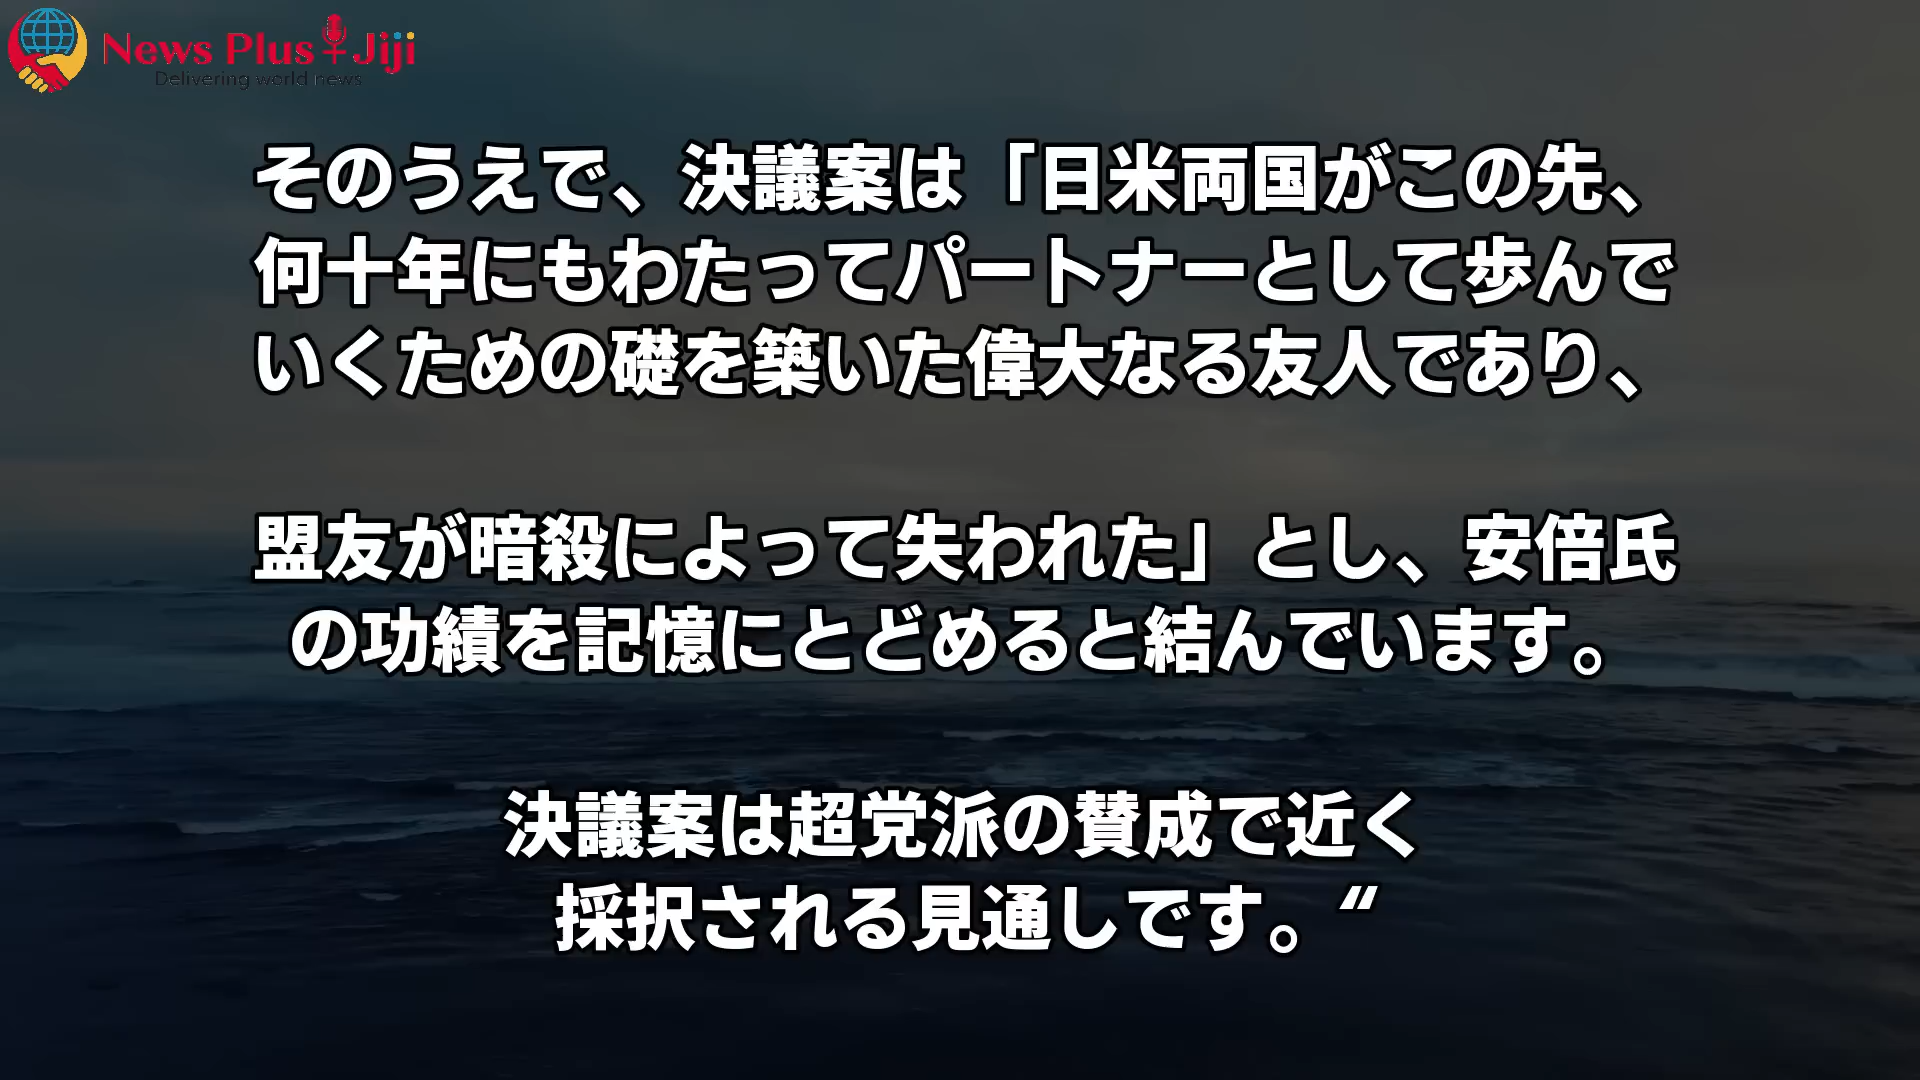 News Plus Jiji
Delivering world news
そのうえで、決議案は「日米両国がこの先、
何十年にもわたってパートナーとして歩んで
いくための礎を築いた偉大なる友人であり、
盟友が暗殺によって失われた」とし、安倍氏
の功績を記憶にとどめると結んでいます。
決議案は超党派の賛成で近く
採択される見通しです。“